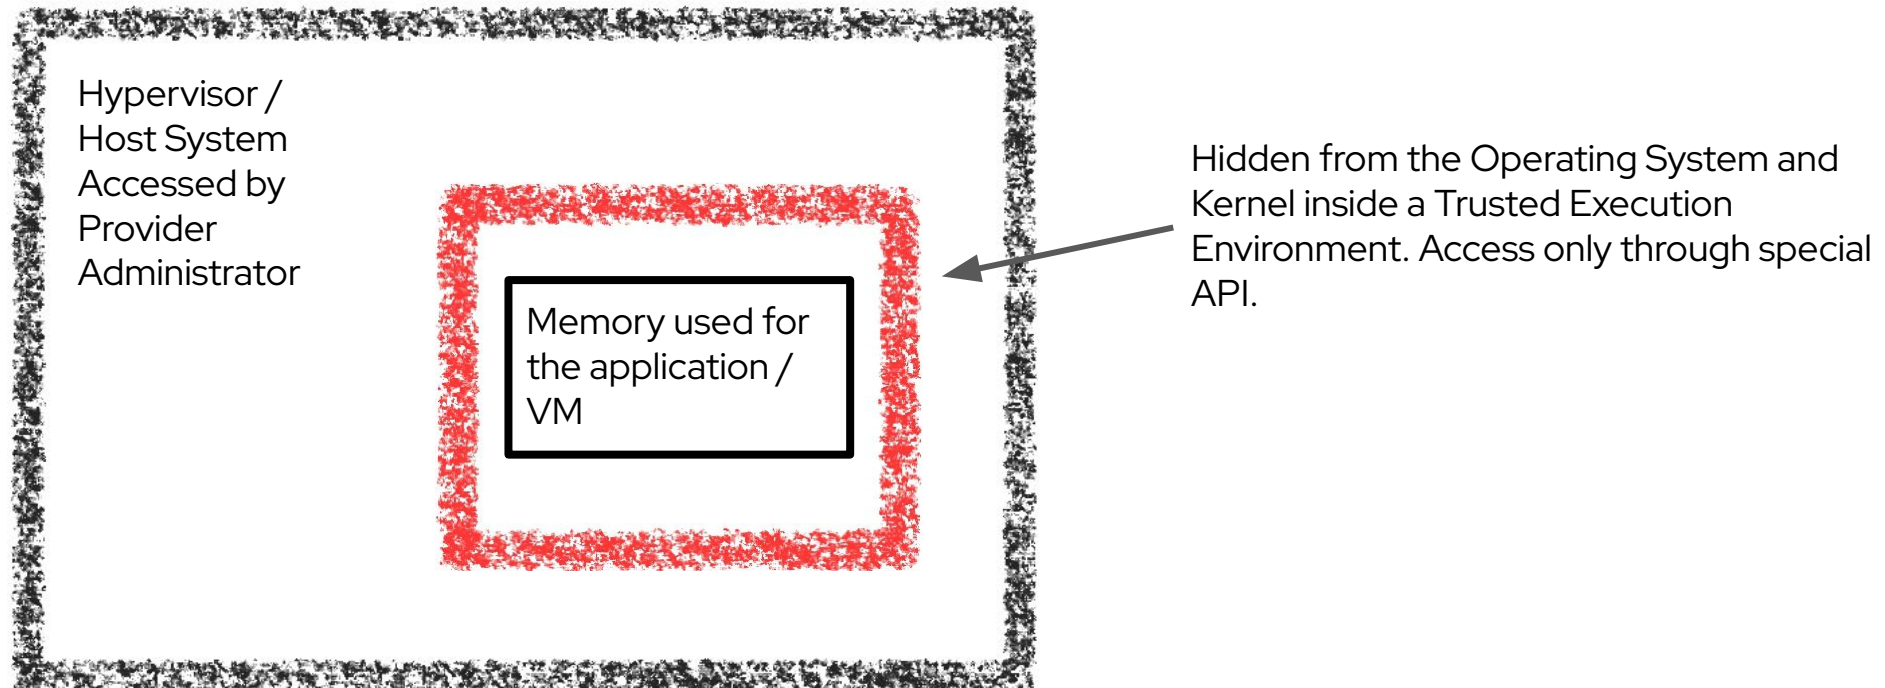 Hypervisor /
Host System
Accessed by
Provider
Administrator
Memory used for
the application /
VM
Hidden from the Operating System and
Kernel inside a Trusted Execution
Environment. Access only through special
API.